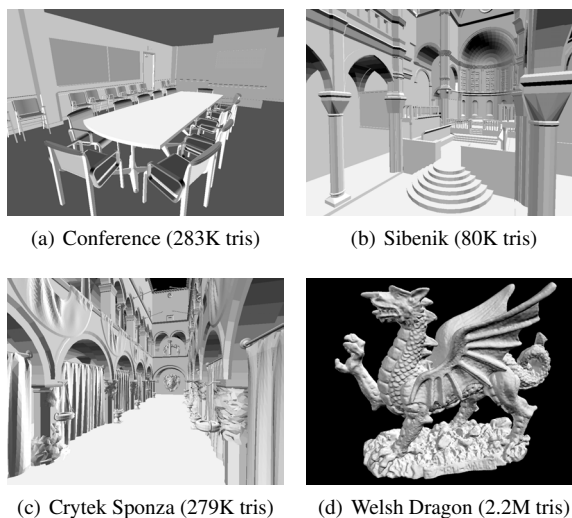 (a) Conference (283K tris)
(b) Sibenik (80K tris)
(c) Crytek Sponza (279K tris)
(d) Welsh Dragon (2.2M tris)